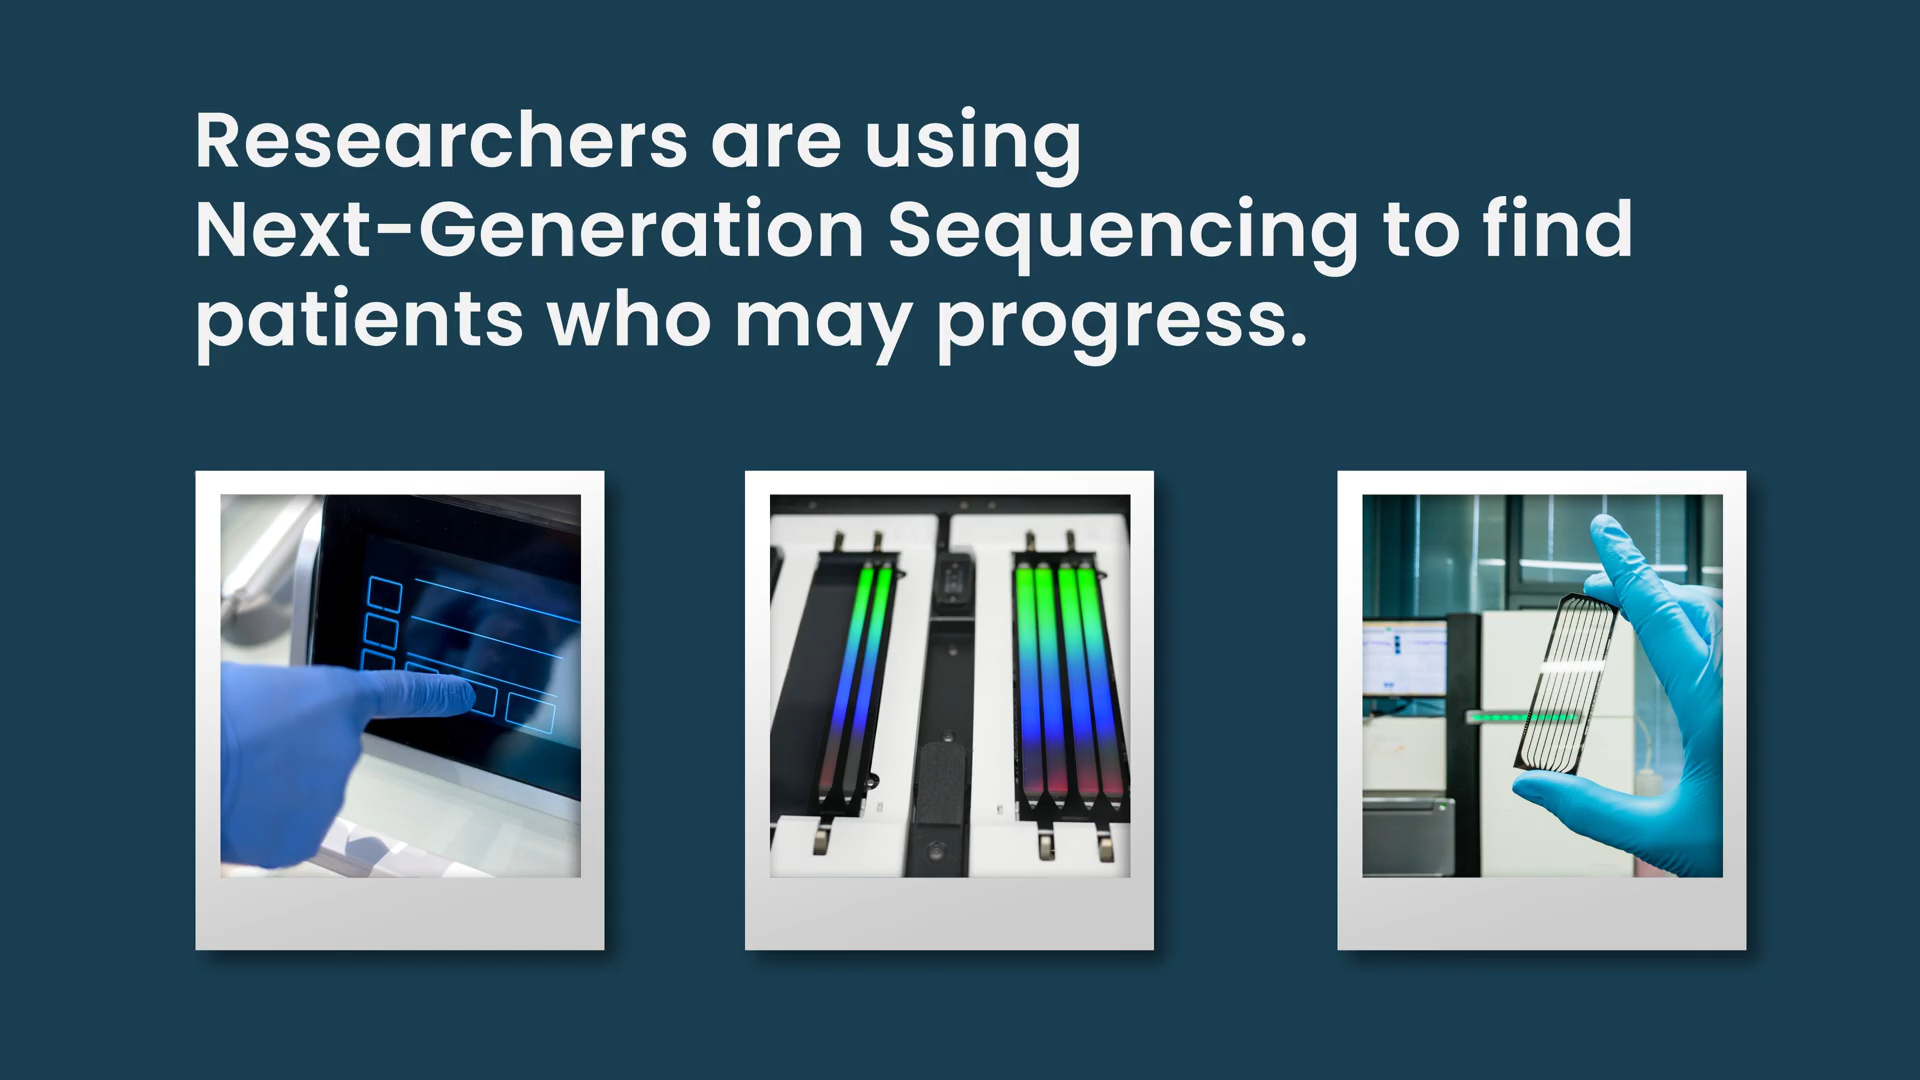 Researchers are using
Next-Generation Sequencing to find
patients who may progress.